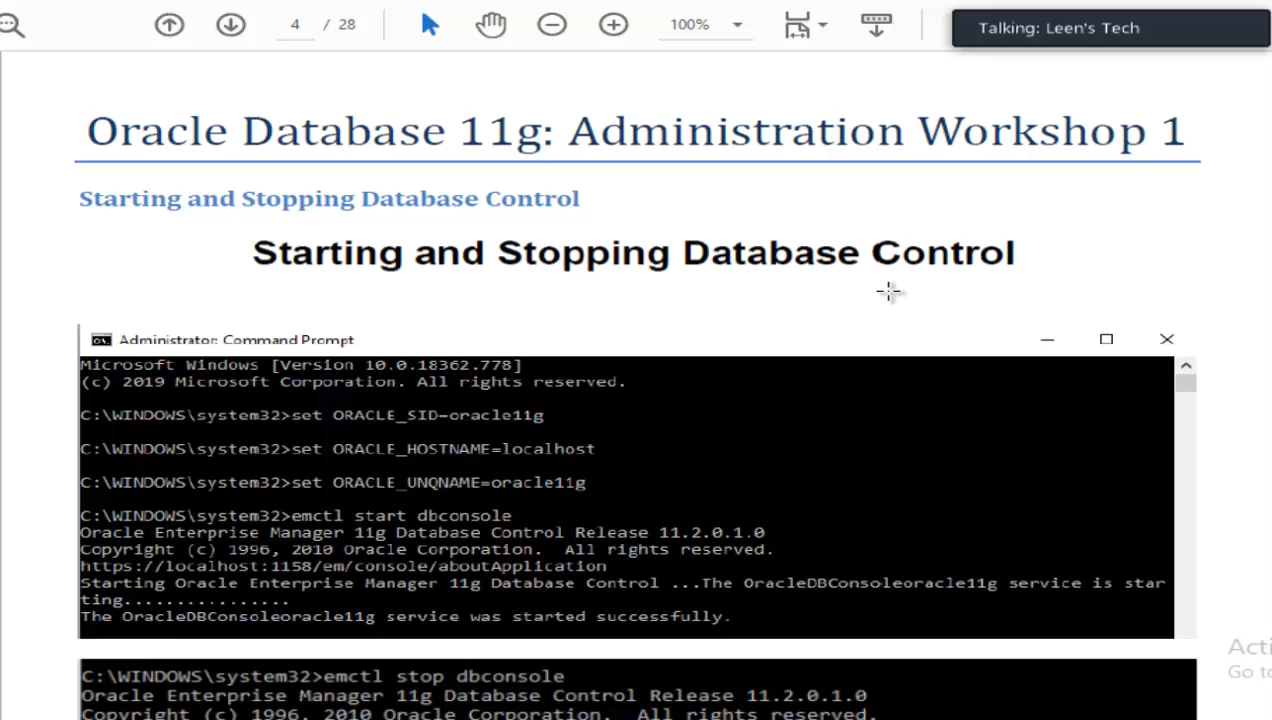 4 / 28
100%
Talking: Leen's Tech
Oracle Database 11g: Administration Workshop 1
Starting and Stopping Database Control
Starting and Stopping Database Control
Administrator: Command Prompt
Microsoft Windows [Version 10.0.18362.778]
(c) 2019 Microsoft Corporation. All rights reserved.
C:\WINDOWS\system32>set ORACLE_SID=oracle11g
C:\WINDOWS\system32>set ORACLE_HOSTNAME=localhost
C:\WINDOWS\system32>set ORACLE_UNQNAME=oracle11g
C:\WINDOWS\system32>emctl start dbconsole
Oracle Enterprise Manager 11g Database Control Release 11.2.0.1.0
Copyright (c) 1996, 2010 Oracle Corporation.  All rights reserved.
https://localhost:1158/em/console/aboutApplication
Starting Oracle Enterprise Manager 11g Database Control ...The OracleDBConsoleoracle11g service is star
ting................
The OracleDBConsoleoracle11g service was started successfully.
Acti
Go to
C:\WINDOWS\system32>emctl stop dbconsole
Oracle Enterprise Manager 11g Database Control Release 11.2.0.1.0
Copyright (c) 1996, 2010 Oracle Corporation.  All rights reserved.